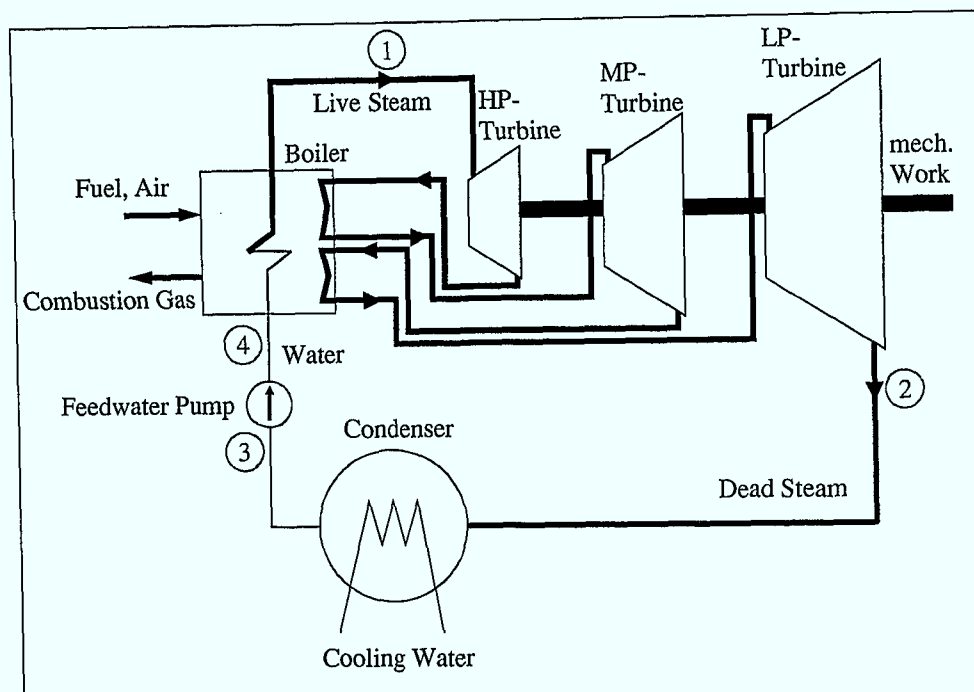 1
Live Steam
HP-
Turbine
MP-
Turbine
LP-
Turbine
mech.
Work
Boiler
Fuel, Air
Combustion Gas
4
Water
Feedwater Pump
3
Condenser
2
Dead Steam
Cooling Water